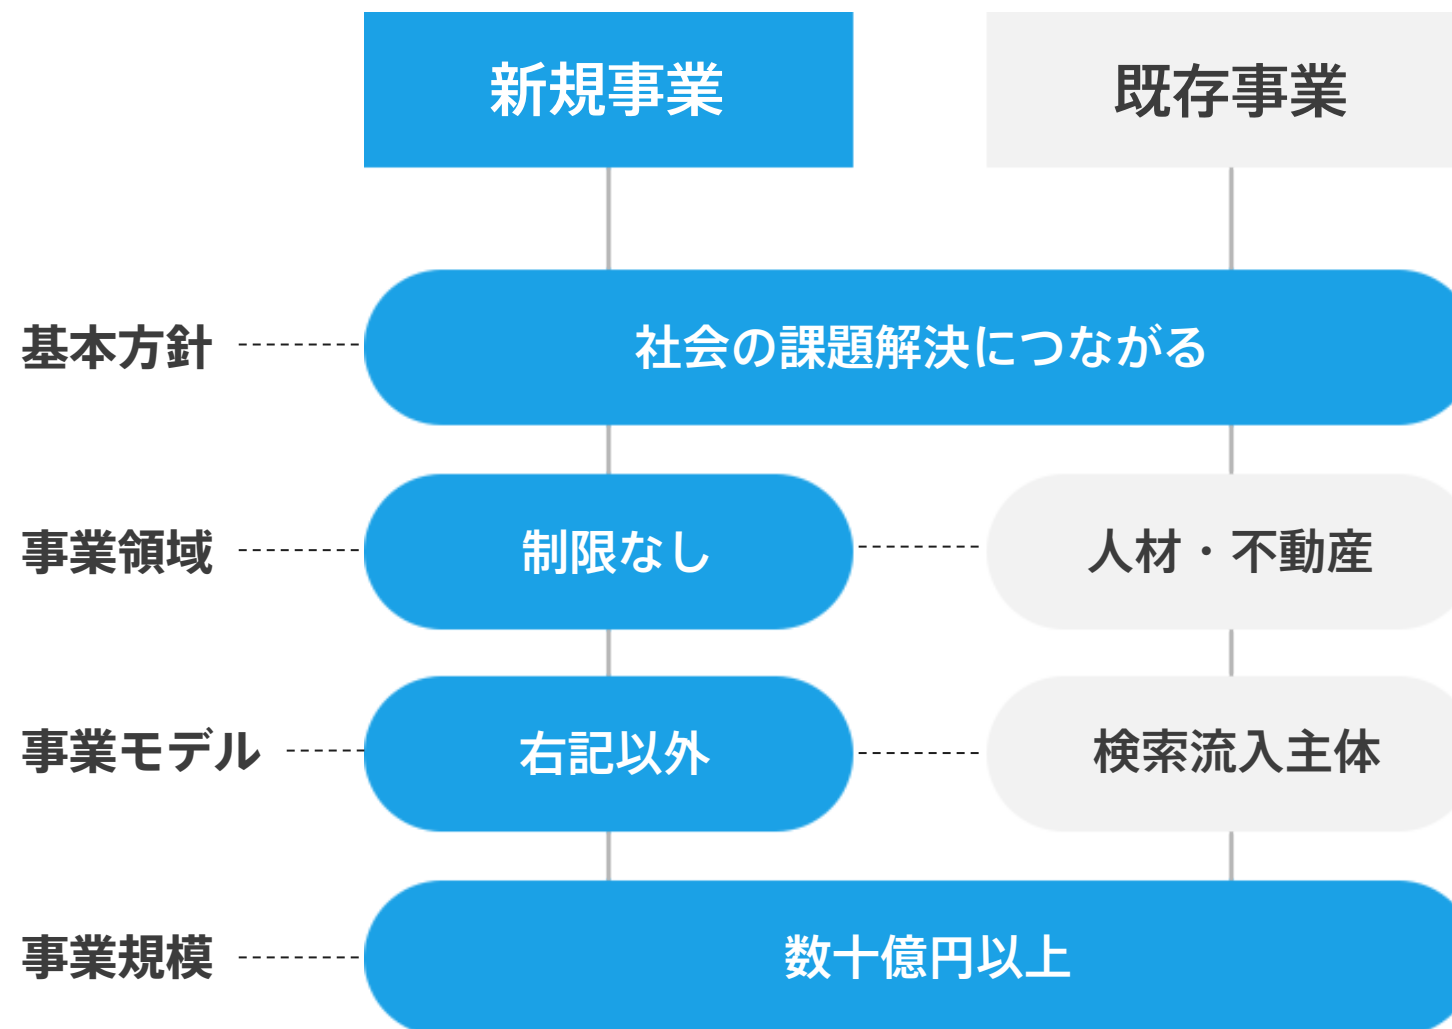 新規事業
既存事業
基本方針
社会の課題解決につながる
事業領域
制限なし
人材・不動産
事業モデル
右記以外
検索流入主体
事業規模
数十億円以上